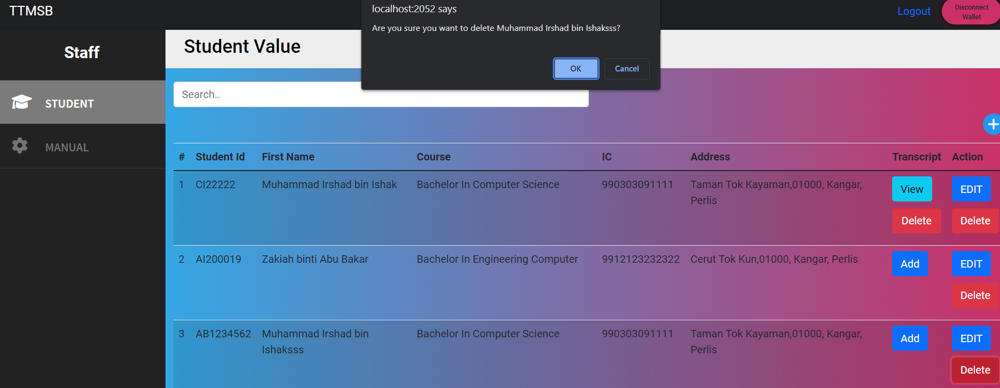 TTMSB
localhost:2052 says
Are you sure you want to delete Muhammad Irshad bin Ishaksss?
OK
Cancel
Logout
Disconnect
Wallet
Staff
STUDENT
MANUAL
Student Value
Search..
# Student Id First Name Course IC Address Transcript Action
1 CI22222 Muhammad Irshad bin Ishak Bachelor In Computer Science 990303091111 Taman Tok Kayaman,01000, Kangar, View EDIT
Perlis
Delete Delete
2 AI200019 Zakiah binti Abu Bakar Bachelor In Engineering Computer 9912123232322 Cerut Tok Kun,01000, Kangar, Perlis Add EDIT
Delete
3 AB1234562 Muhammad Irshad bin Bachelor In Computer Science 990303091111 Taman Tok Kayaman,01000, Kangar, Add EDIT
Ishaksss Perlis
Delete